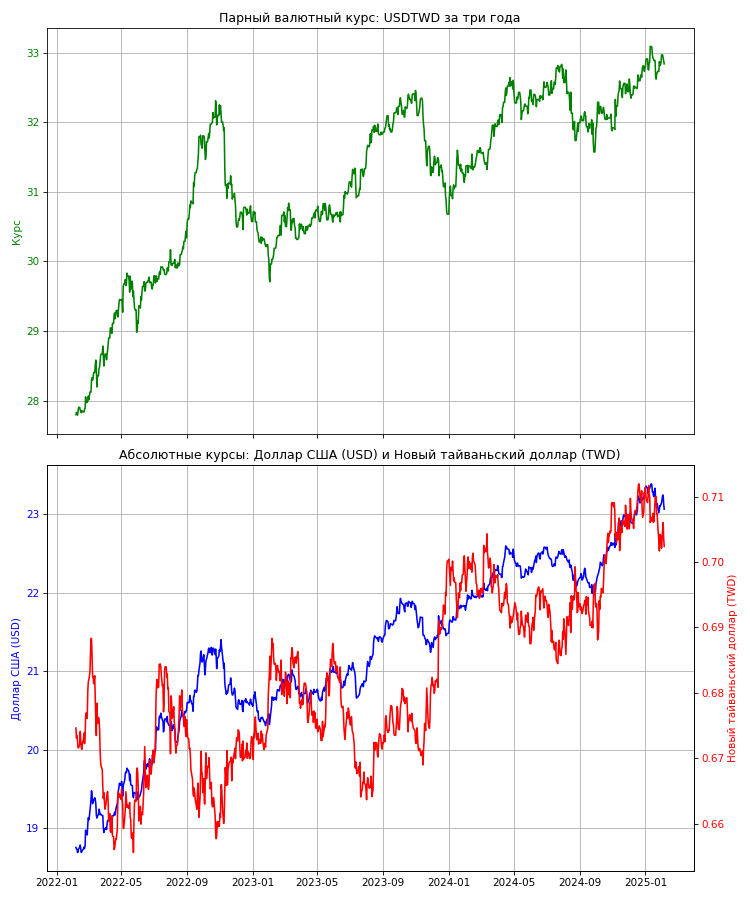 Парный валютный курс: USDTWD за три года
33
32
31
30
29
28
Курс
Абсолютные курсы: Доллар США (USD) и Новый тайваньский доллар (TWD)
23
22
21
20
19
Доллар США (USD)
0.71
0.70
0.69
0.68
0.67
0.66
Новый тайваньский доллар (TWD)
2022-01 2022-05 2022-09 2023-01 2023-05 2023-09 2024-01 2024-05 2024-09 2025-01